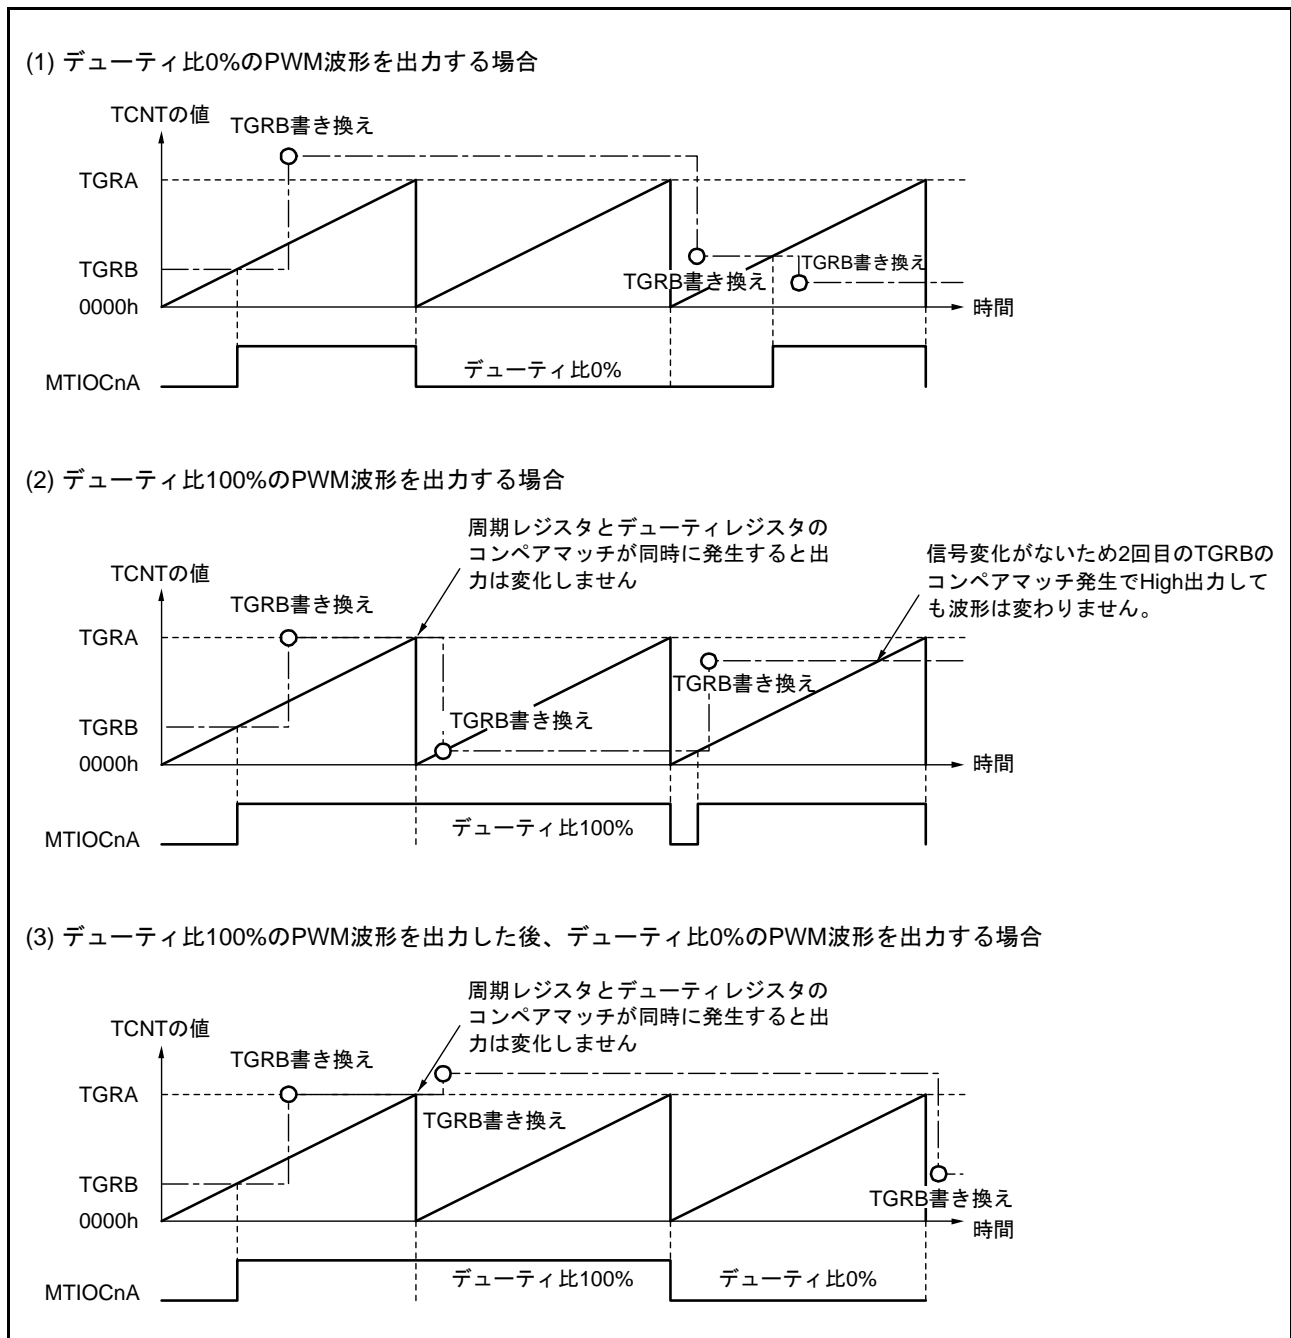 (1) デューティ比0%のPWM波形を出力する場合
TCNTの値
TGRB書き換え
TGRA
TGRB
TGRB書き換え
TGRB書き換え
0000h
時間
デューティ比0%
MTIOCnA
(2) デューティ比100%のPWM波形を出力する場合
周期レジスタとデューティレジスタの
コンペアマッチが同時に発生すると出
力は変化しません
信号変化がないため2回目のTGRBの
コンペアマッチ発生でHigh出力して
も波形は変わりません。
TCNTの値
TGRB書き換え
TGRA
TGRB書き換え
TGRB書き換え
TGRB
0000h
時間
デューティ比100%
MTIOCnA
(3) デューティ比100%のPWM波形を出力した後、デューティ比0%のPWM波形を出力する場合
周期レジスタとデューティレジスタの
コンペアマッチが同時に発生すると出
力は変化しません
TCNTの値
TGRB書き換え
TGRA
TGRB書き換え
TGRB
TGRB書き換え
0000h
時間
デューティ比100%
デューティ比0%
MTIOCnA